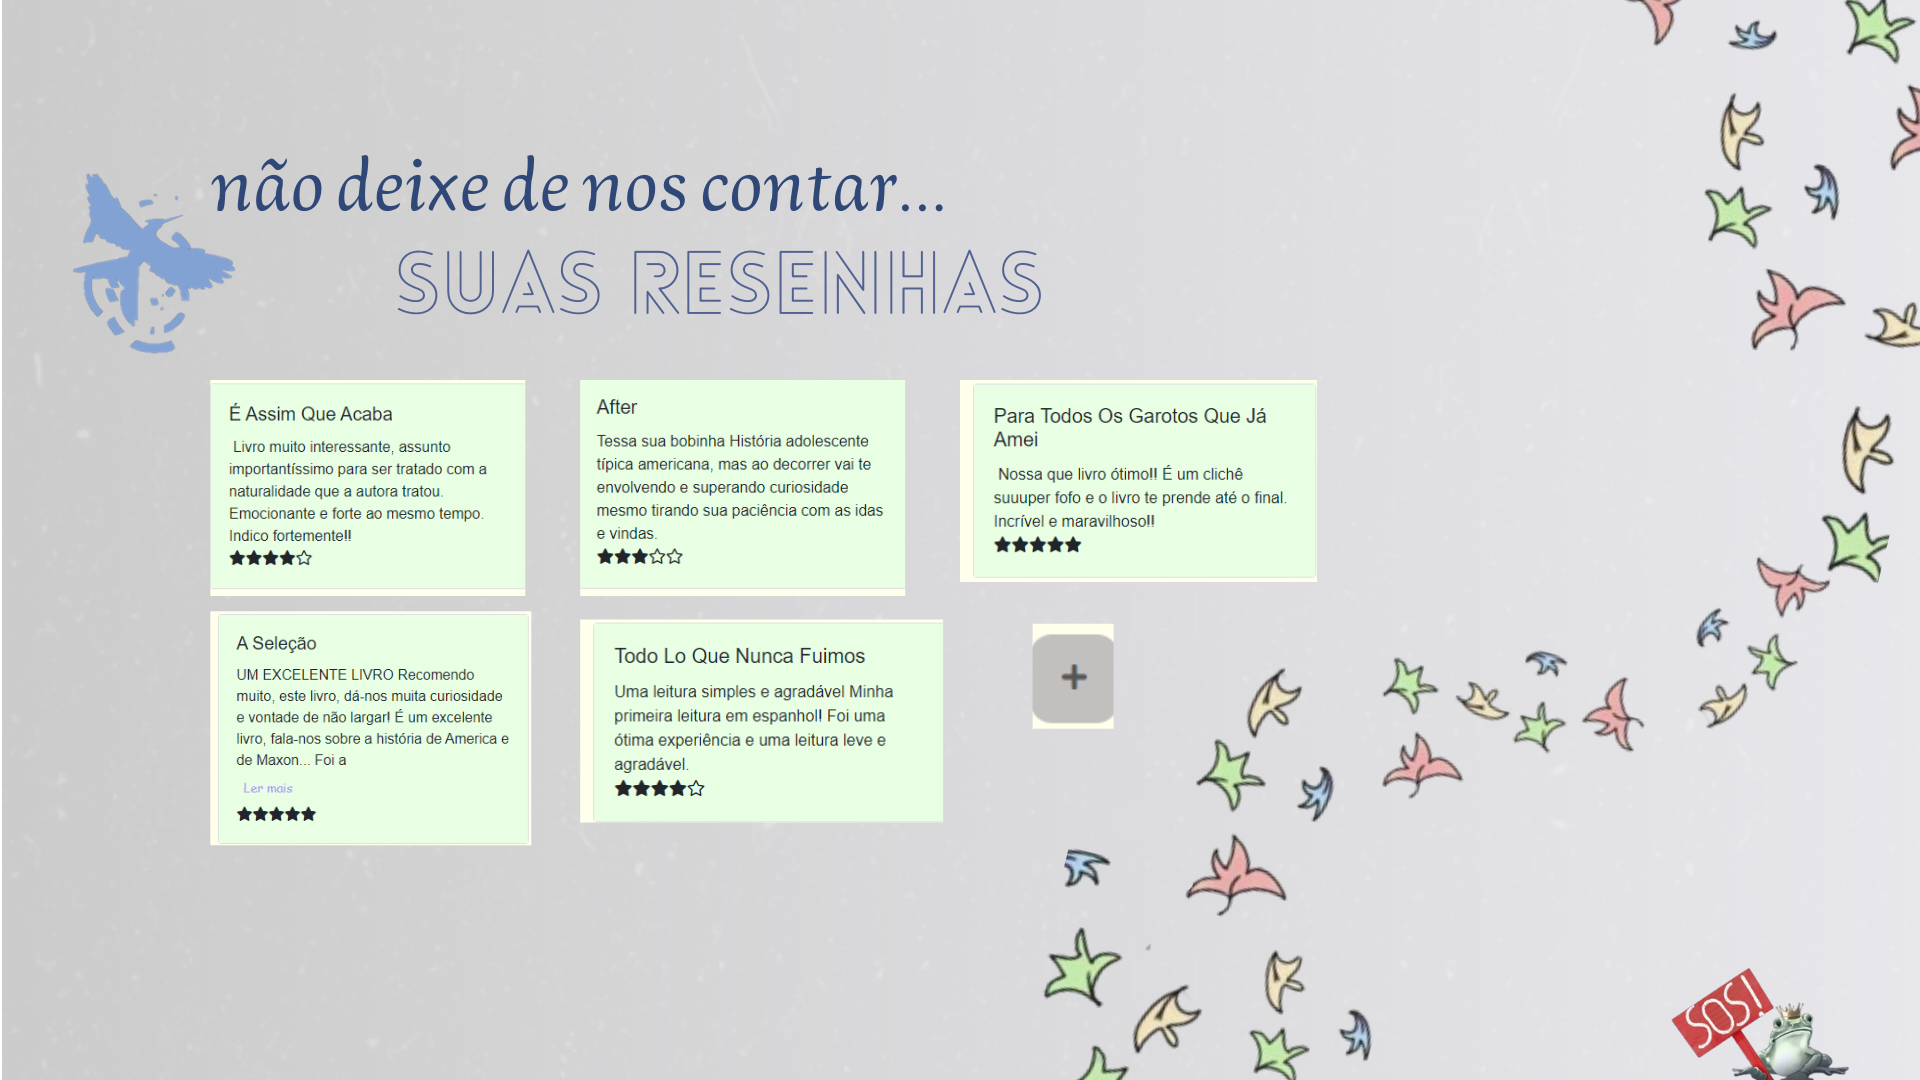 não deixe de nos contar...
SUAS RESENHAS
É Assim Que Acaba
Livro muito interessante, assunto
importantíssimo para ser tratado com a
naturalidade que a autora tratou.
Emocionante e forte ao mesmo tempo.
Indico fortemente!!
After
Tessa sua bobinha História adolescente
típica americana, mas ao decorrer vai te
envolvendo e superando curiosidade
mesmo tirando sua paciência com as idas
e vindas.
Para Todos Os Garotos Que Já
Amei
Nossa que livro ótimo!! É um clichê
suuuper fofo e o livro te prende até o final.
Incrível e maravilhoso!!
A Seleção
UM EXCELENTE LIVRO Recomendo
muito, este livro, dá-nos muita curiosidade
e vontade de não largar! É um excelente
livro, fala-nos sobre a história de America e
de Maxon... Foi a
Ler mais
Todo Lo Que Nunca Fuimos
Uma leitura simples e agradável Minha
primeira leitura em espanhol! Foi uma
ótima experiência e uma leitura leve e
agradável.
+
SOS!